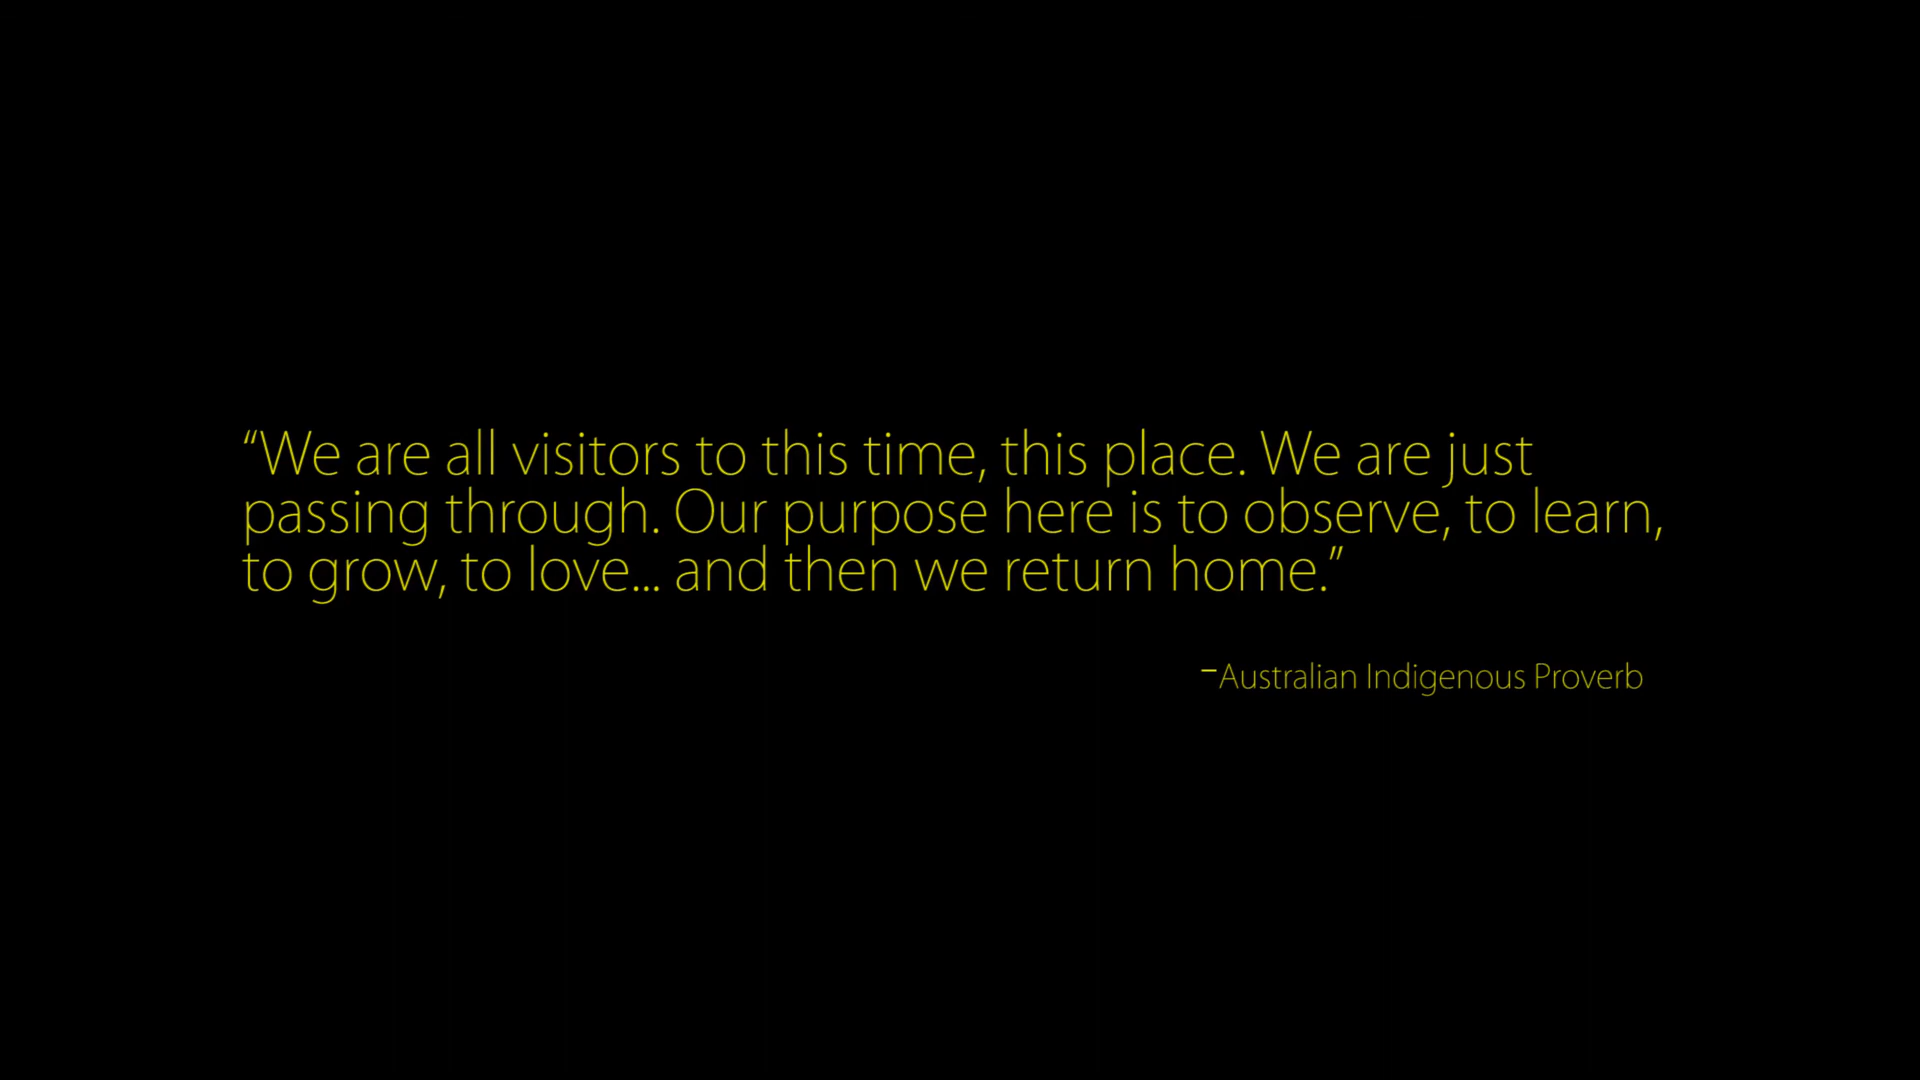 “We are all visitors to this time, this place. We are just
passing through. Our purpose here is to observe, to learn,
to grow, to love... and then we return home.”
–Australian Indigenous Proverb